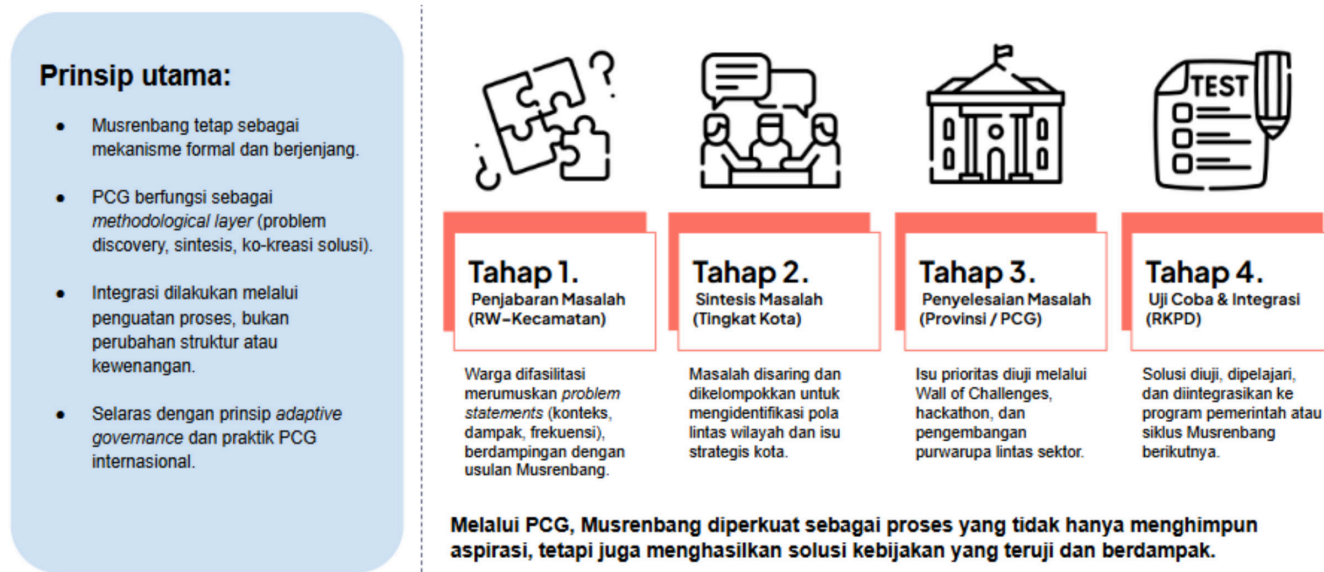 Prinsip utama:
● Musrenbang tetap sebagai
mekanisme formal dan berjenjang.
● PCG berfungsi sebagai
methodological layer (problem
discovery, sintesis, ko-kreasi solusi).
● Integrasi dilakukan melalui
penguatan proses, bukan
perubahan struktur atau
kewenangan.
● Selaras dengan prinsip adaptive
governance dan praktik PCG
internasional.
? ?
TEST
Tahap 1.
Penjabaran Masalah
(RW-Kecamatan)
Warga difasilitasi
merumuskan problem
statements (konteks,
dampak, frekuensi),
berdampingan dengan
usulan Musrenbang.
Tahap 2.
Sintesis Masalah
(Tingkat Kota)
Masalah disaring dan
dikelompokkan untuk
mengidentifikasi pola
lintas wilayah dan isu
strategis kota.
Tahap 3.
Penyelesaian Masalah
(Provinsi / PCG)
Isu prioritas diuji melalui
Wall of Challenges,
hackathon, dan
pengembangan
purwarupa lintas sektor.
Tahap 4.
Uji Coba & Integrasi
(RKPD)
Solusi diuji, dipelajari,
dan diintegrasikan ke
program pemerintah atau
siklus Musrenbang
berikutnya.
Melalui PCG, Musrenbang diperkuat sebagai proses yang tidak hanya menghimpun
aspirasi, tetapi juga menghasilkan solusi kebijakan yang teruji dan berdampak.